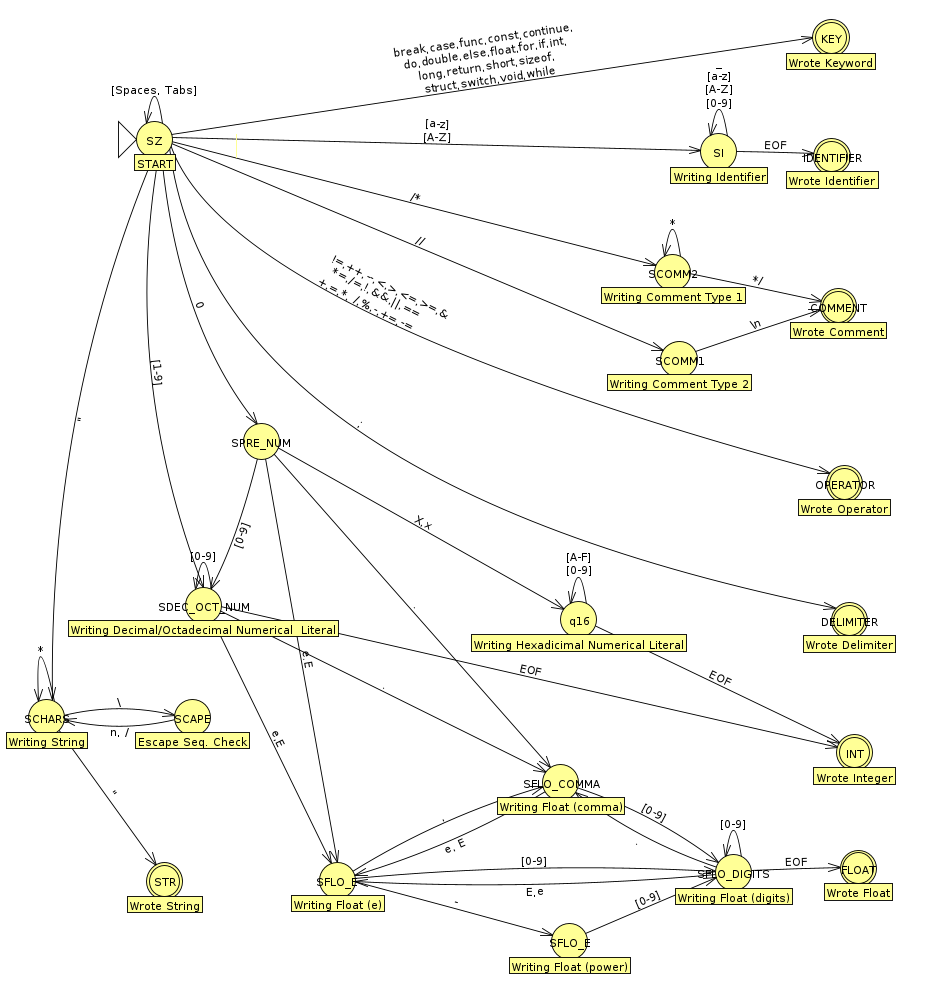 break,case,func,const,continue,
do,double,else,float,for,if,int,
long,return,short,sizeof,
struct,switch,void,while
KEY
Wrote Keyword
[Spaces, Tabs]
SZ
START
[a-z]
[A-Z]
_
[a-z]
[A-Z]
[0-9]
SI
Writing Identifier
EOF
IDENTIFIER
Wrote Identifier
/*
*
SCOMM2
Writing Comment Type 1
*/
COMMENT
Wrote Comment
//
SCOMM1
Writing Comment Type 2
\n
!=,++,-,<,>,<=,>=,&
*=,/=,!,&&,||,==
+,=,*,/,%,-,+=,-=
OPERATOR
Wrote Operator
0
[1-9]
"
SPRE_NUM
[0-9]
X,x
.
[0-9]
SDEC_OCT_NUM
Writing Decimal/Octadecimal Numerical Literal
[A-F]
[0-9]
q16
Writing Hexadicimal Numerical Literal
DELIMITER
Wrote Delimiter
e,E
EOF
EOF
*
SCHARS
Writing String
\
n, /
SCAPE
Escape Seq. Check
.
e,E
INT
Wrote Integer
SFLO_COMMA
Writing Float (comma)
"
STR
Wrote String
.
e, E
[0-9]
.
[0-9]
[0-9]
E,e
SFLO_E
Writing Float (e)
SFLO_DIGITS
Writing Float (digits)
EOF
FLOAT
Wrote Float
-
[0-9]
SFLO_E
Writing Float (power)